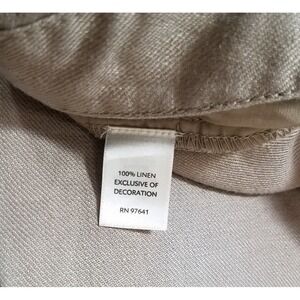 100% LINEN
EXCLUSIVE OF
DECORATION
RN 97641